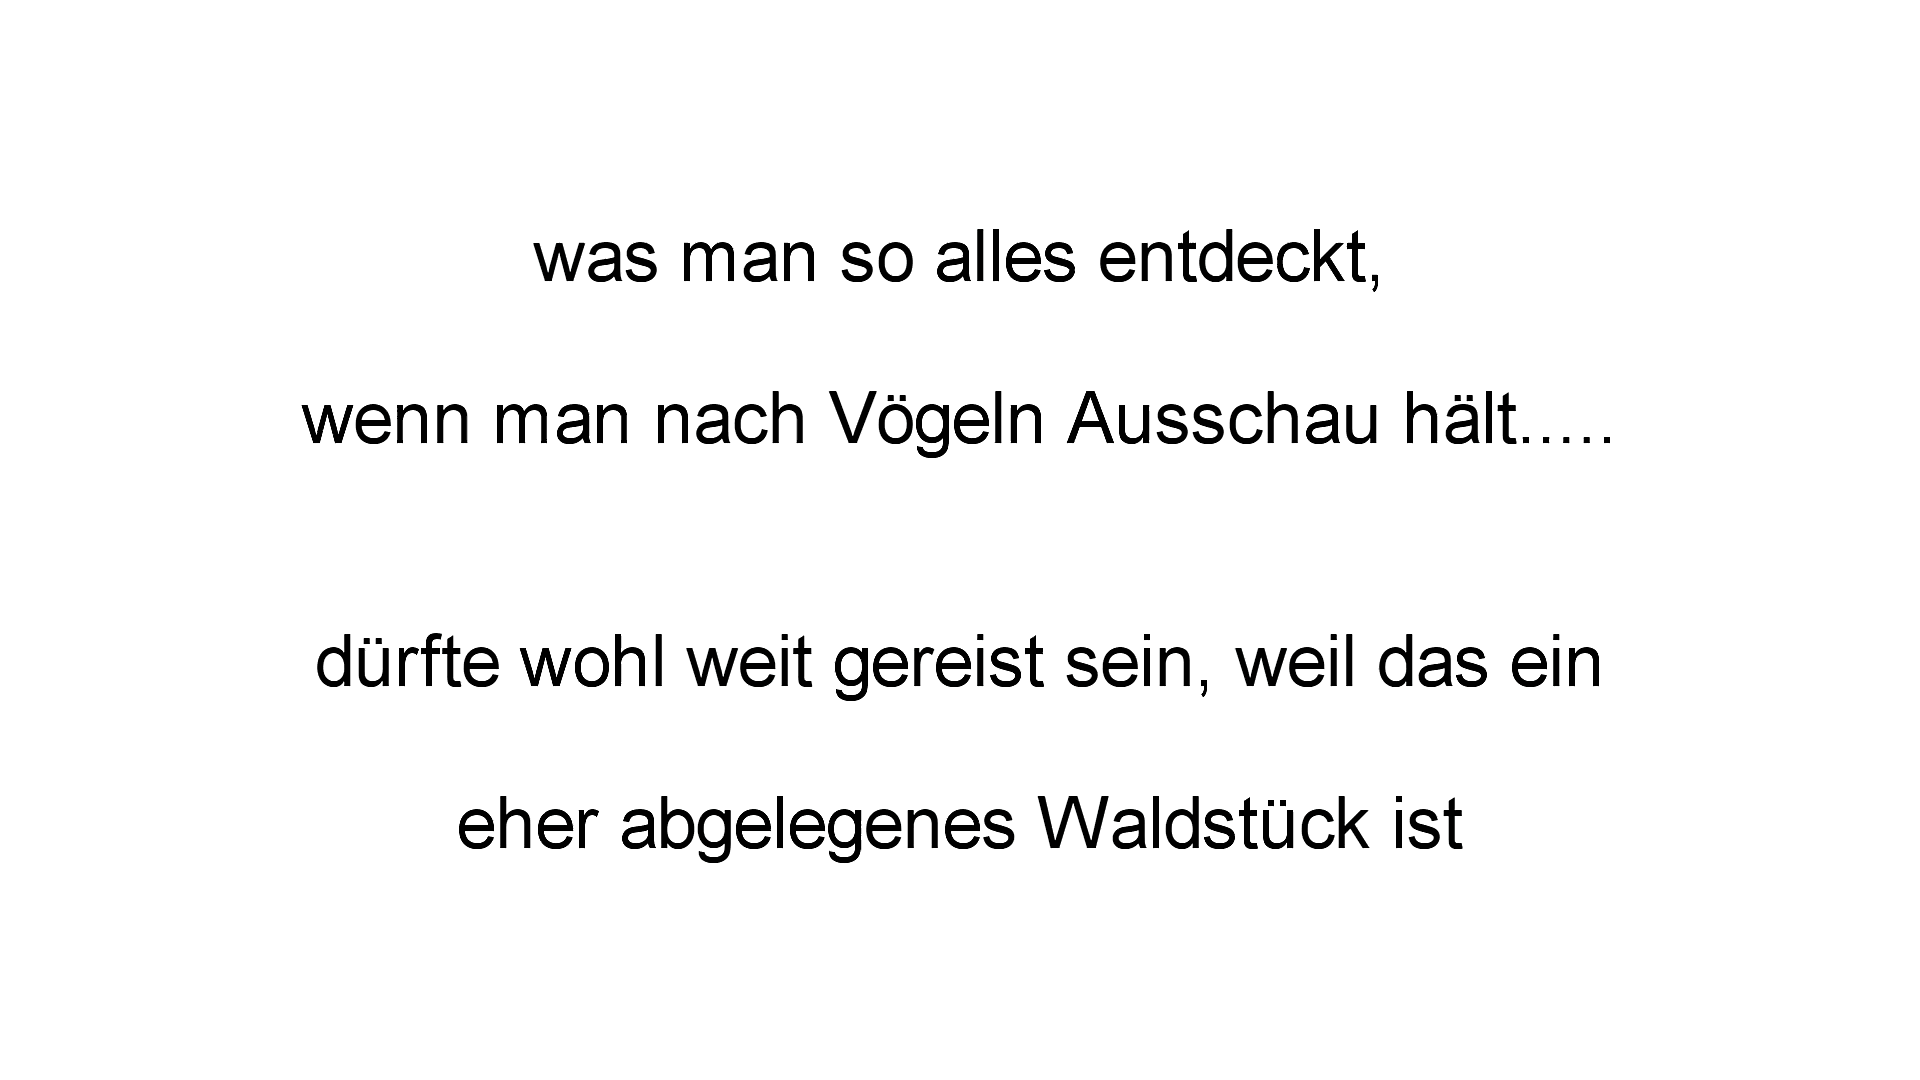 was man so alles entdeckt,
wenn man nach Vögeln Ausschau hält.....
dürfte wohl weit gereist sein, weil das ein
eher abgelegenes Waldstück ist